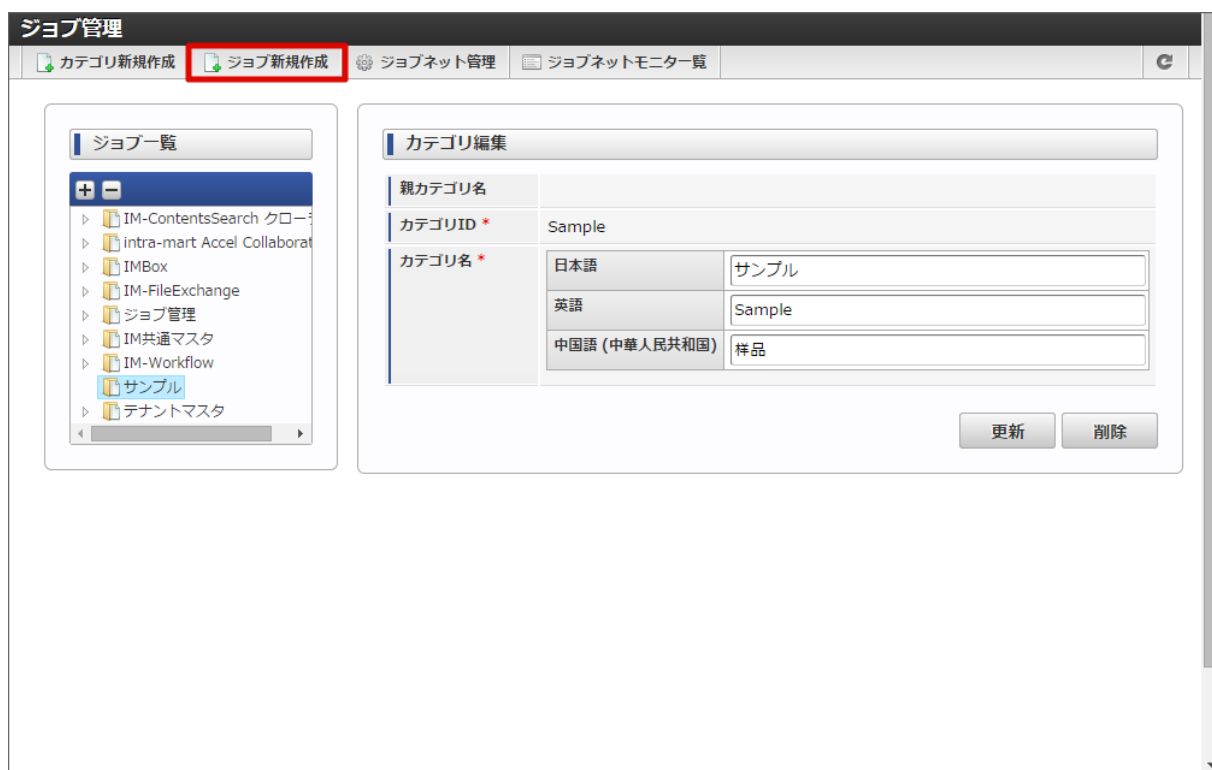 ジョブ管理
カテゴリ新規作成 ジョブ新規作成 ジョブネット管理 ジョブネットモニター覧
ジョブ一覧
IM-ContentsSearch クロー
intra-mart Accel Collaborat
IMBox
IM-FileExchange
ジョブ管理
IM共通マスタ
IM-Workflow
サンプル
テナントマスタ
カテゴリ編集
親カテゴリ名
カテゴリID * Sample
カテゴリ名 *
日本語 サンプル
英語 Sample
中国語 (中華人民共和国) 样品
更新 削除